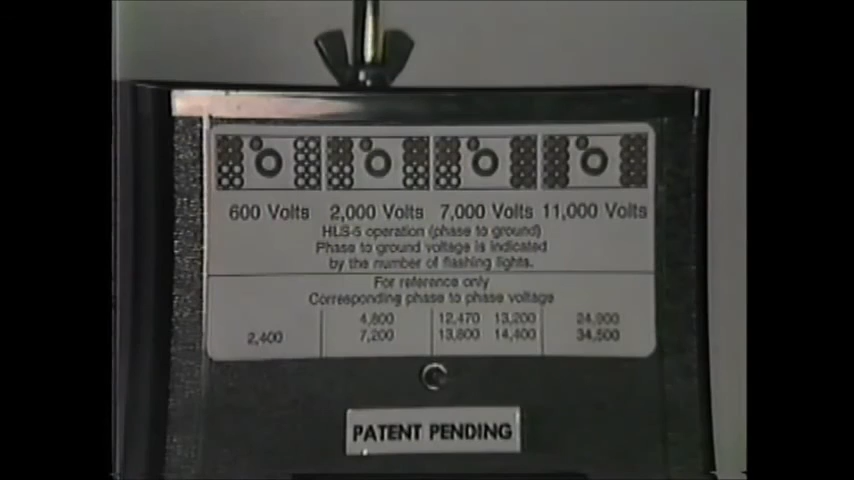 600 Volts 2,000 Volts 7,000 Volts 11,000 Volts
HLS-5 operation (phase to ground)
Phase to ground voltage is indicated
by the number of flashing lights.
For reference only
Corresponding phase to phase voltage
4,800 12,470 13,200 24,900
2,400 7,200 13,800 14,400 34,500
PATENT PENDING